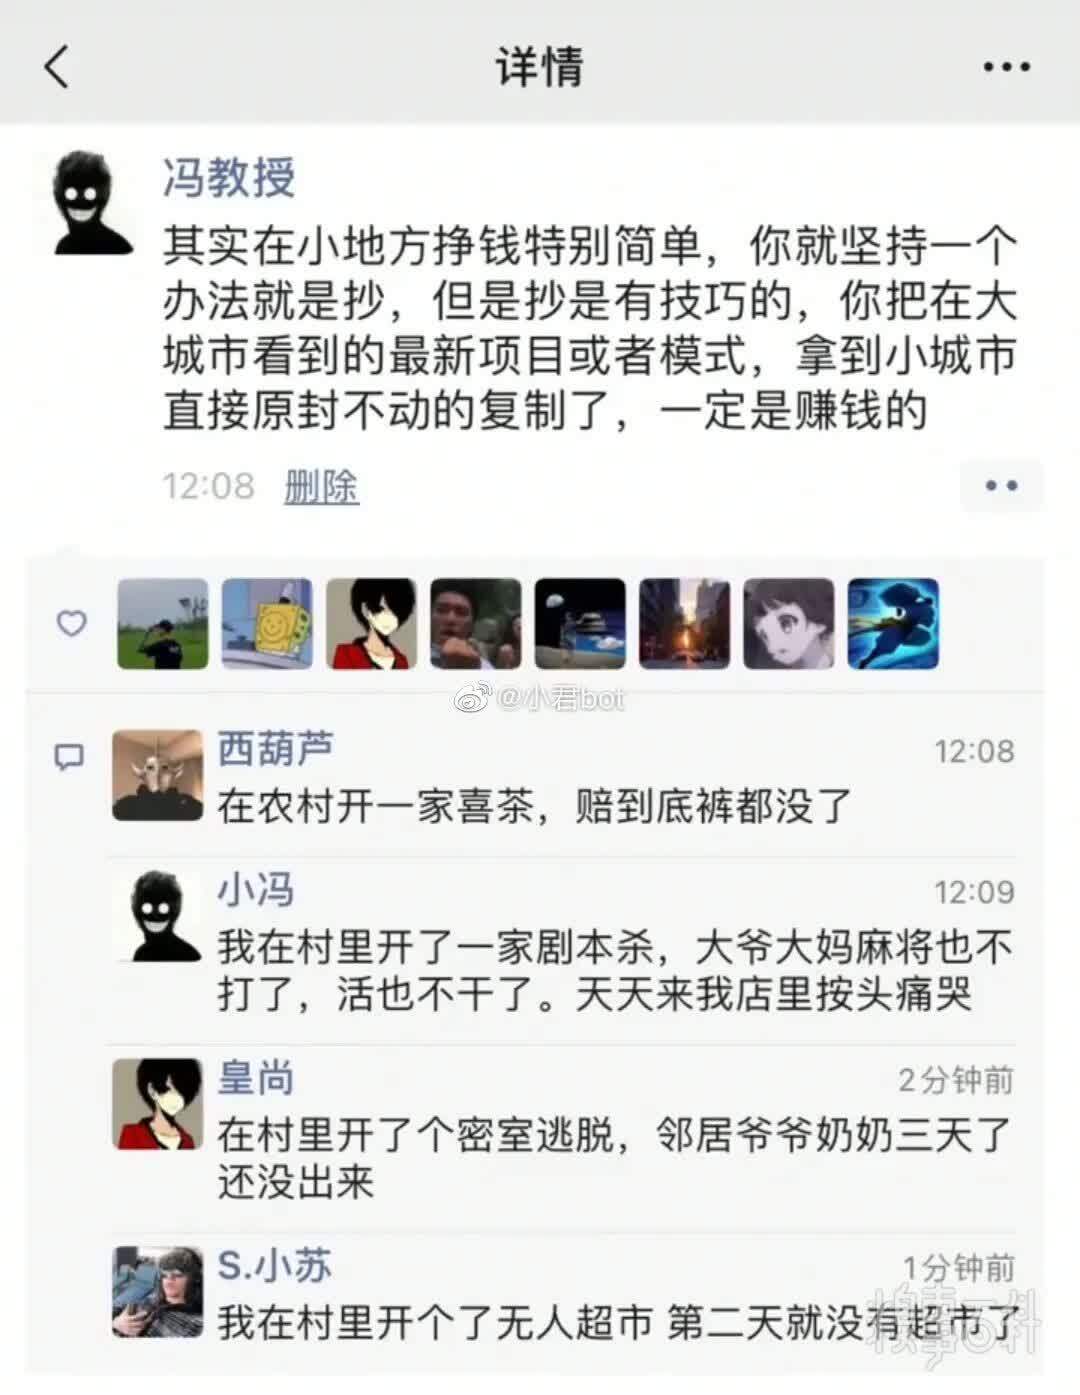 详情
冯教授
其实在小地方挣钱特别简单，你就坚持一个
办法就是抄，但是抄是有技巧的，你把在大
城市看到的最新项目或者模式，拿到小城市
直接原封不动的复制了，一定是赚钱的
12:08 删除
@小君bot
西葫芦 12:08
在农村开一家喜茶，赔到底裤都没了
小冯 12:09
我在村里开了一家剧本杀，大爷大妈麻将也不
打了，活也不干了。天天来我店里按头痛哭
皇尚 2分钟前
在村里开了个密室逃脱，邻居爷爷奶奶三天了
还没出来
S.小苏 1分钟前
我在村里开个了无人超市 第二天就没有超市了
糗事百科